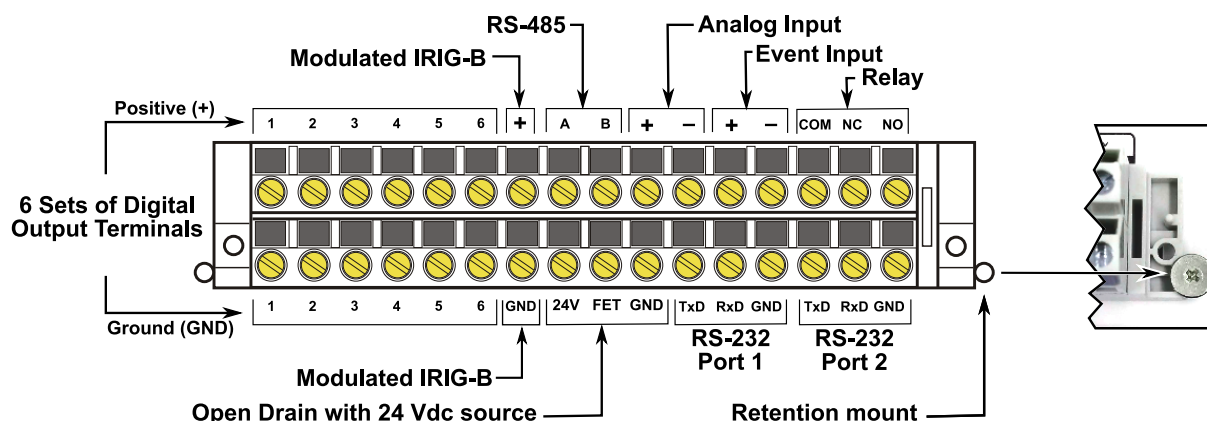 RS-485
Analog Input
Modulated IRIG-B
Event Input
Relay
Positive (+)
1 2 3 4 5 6 + A B + − + − COM NC NO
6 Sets of Digital
Output Terminals
1 2 3 4 5 6 GND 24V FET GND TxD RxD GND TxD RxD GND
Ground (GND)
RS-232
Port 1
RS-232
Port 2
Modulated IRIG-B
Open Drain with 24 Vdc source
Retention mount